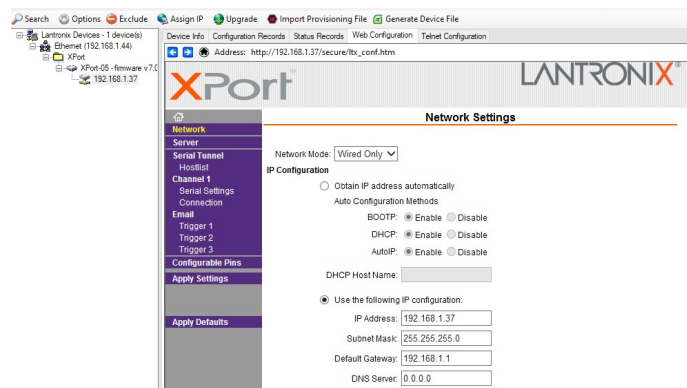 Search Options Exclude Assign IP Upgrade Import Provisioning File Generate Device File
Lantronix Devices - 1 device(s)
Ethernet (192.168.1.44)
XPort
XPort-05 - firmware v7.0
192.168.1.37
Device Info Configuration Records Status Records Web Configuration Telnet Configuration
Address: http://192.168.1.37/secure/ltx_conf.htm
XPort®
LANTRONIX®
Network
Server
Serial Tunnel
Hostlist
Channel 1
Serial Settings
Connection
Email
Trigger 1
Trigger 2
Trigger 3
Configurable Pins
Apply Settings
Apply Defaults
Network Settings
Network Mode: Wired Only
IP Configuration
Obtain IP address automatically
Auto Configuration Methods
BOOTP: Enable Disable
DHCP: Enable Disable
AutoIP: Enable Disable
DHCP Host Name:
Use the following IP configuration:
IP Address: 192.168.1.37
Subnet Mask: 255.255.255.0
Default Gateway: 192.168.1.1
DNS Server: 0.0.0.0